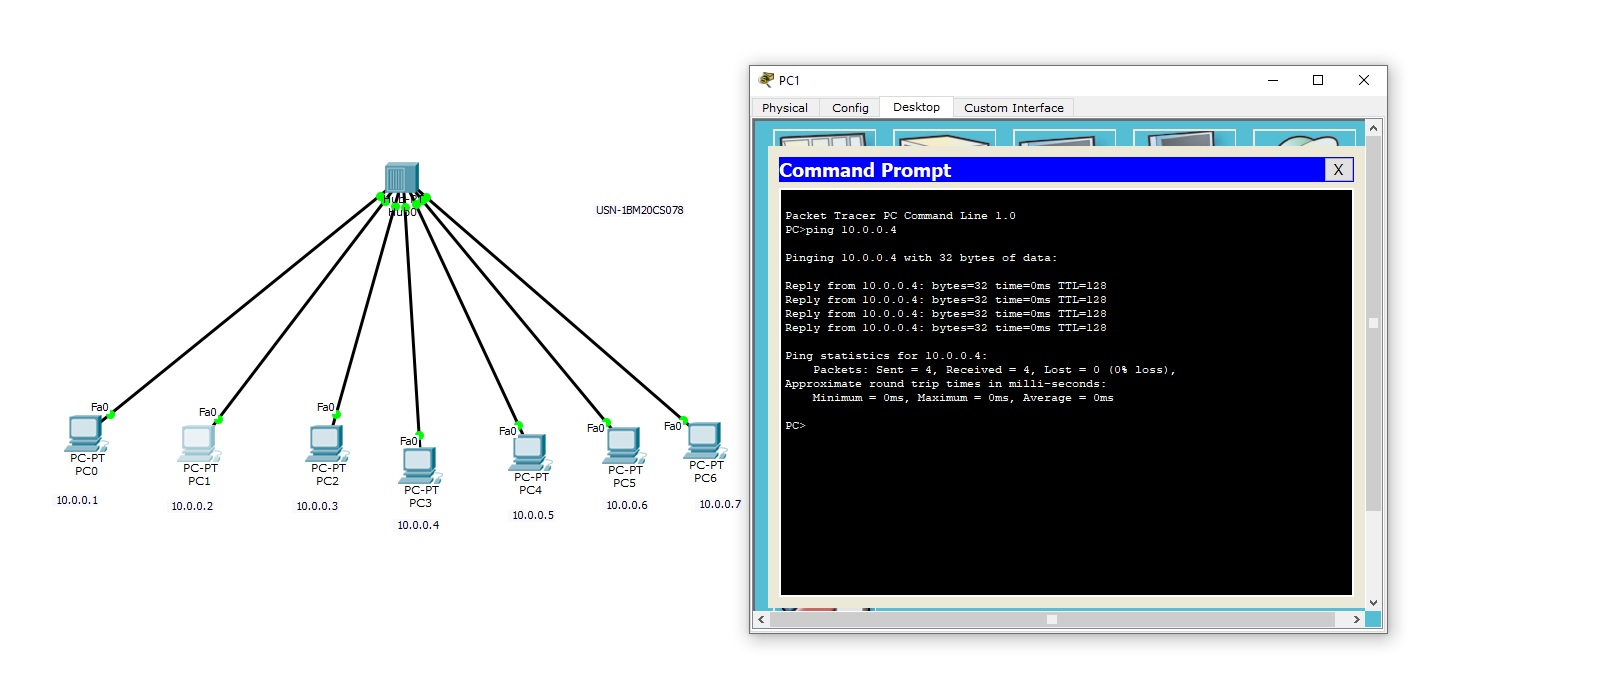 Hub0
USN-1BM20CS078
Fa0
Fa0
Fa0
Fa0
Fa0
Fa0
Fa0
PC-PT
PC0
10.0.0.1
PC-PT
PC1
10.0.0.2
PC-PT
PC2
10.0.0.3
PC-PT
PC3
10.0.0.4
PC-PT
PC4
10.0.0.5
PC-PT
PC5
10.0.0.6
PC-PT
PC6
10.0.0.7
PC1
Physical Config Desktop Custom Interface
Command Prompt
X
Packet Tracer PC Command Line 1.0
PC>ping 10.0.0.4
Pinging 10.0.0.4 with 32 bytes of data:
Reply from 10.0.0.4: bytes=32 time=0ms TTL=128
Reply from 10.0.0.4: bytes=32 time=0ms TTL=128
Reply from 10.0.0.4: bytes=32 time=0ms TTL=128
Reply from 10.0.0.4: bytes=32 time=0ms TTL=128
Ping statistics for 10.0.0.4:
Packets: Sent = 4, Received = 4, Lost = 0 (0% loss),
Approximate round trip times in milli-seconds:
Minimum = 0ms, Maximum = 0ms, Average = 0ms
PC>